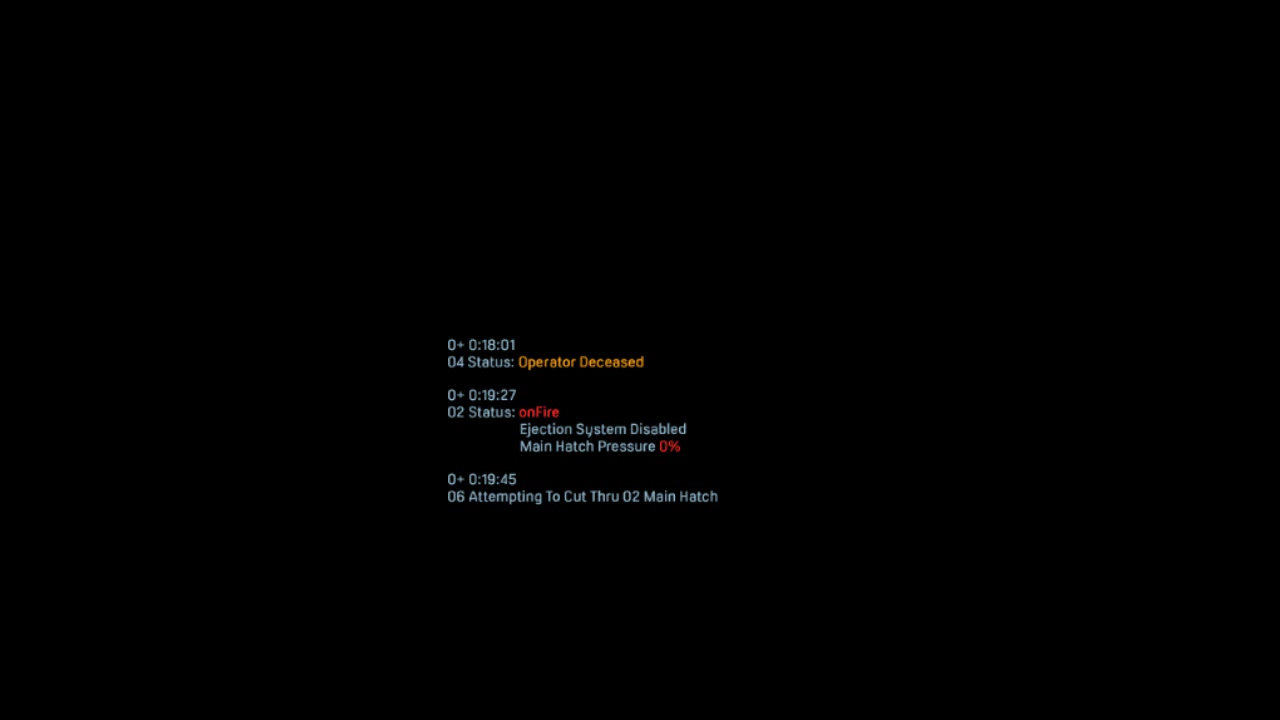 0+ 0:18:01
04 Status: Operator Deceased
0+ 0:19:27
02 Status: onFire
Ejection System Disabled
Main Hatch Pressure 0%
0+ 0:19:45
06 Attempting To Cut Thru 02 Main Hatch